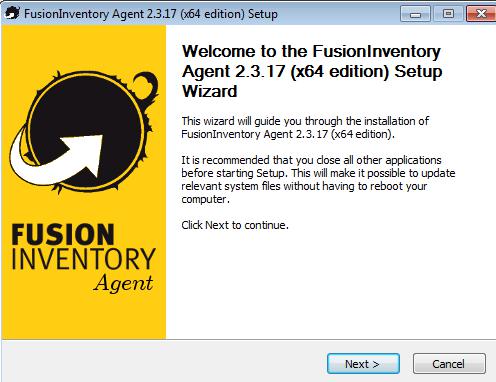 FusionInventory Agent 2.3.17 (x64 edition) Setup
Welcome to the FusionInventory
Agent 2.3.17 (x64 edition) Setup
Wizard
This wizard will guide you through the installation of
FusionInventory Agent 2.3.17 (x64 edition).
It is recommended that you close all other applications
before starting Setup. This will make it possible to update
relevant system files without having to reboot your
computer.
Click Next to continue.
FUSION
INVENTORY
Agent
Next >
Cancel